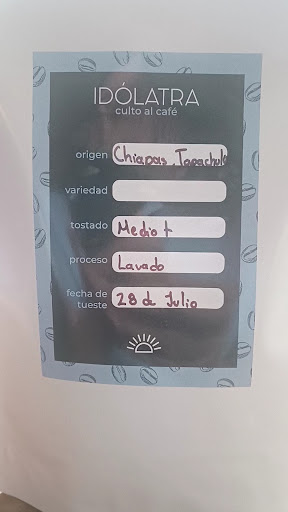 IDÓLATRA
culto al café
origen Chiapas, Tapachula
variedad
tostado Medio +
proceso Lavado
fecha de
tueste 28 de Julio